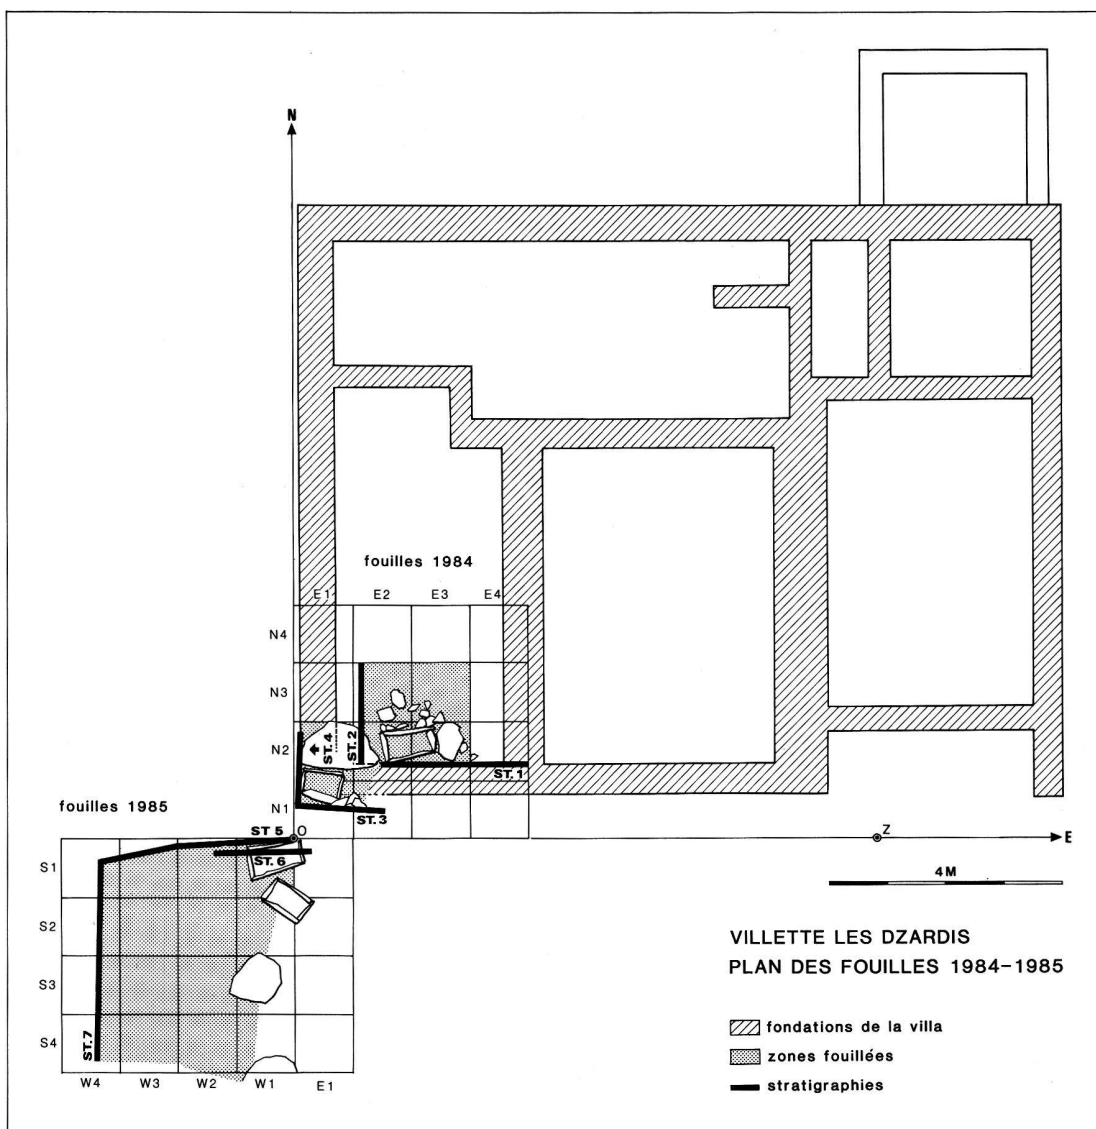 N
fouilles 1984
E1 E2 E3 E4
N4
N3
N2
N1
ST.4
ST.2
ST.1
ST.3
fouilles 1985
ST 5 O
ST.6
Z
E
S1
S2
S3
S4
ST.7
W4 W3 W2 W1 E1
4M
VILLETTE LES DZARDIS
PLAN DES FOUILLES 1984-1985
fondations de la villa
zones fouillées
stratigraphies